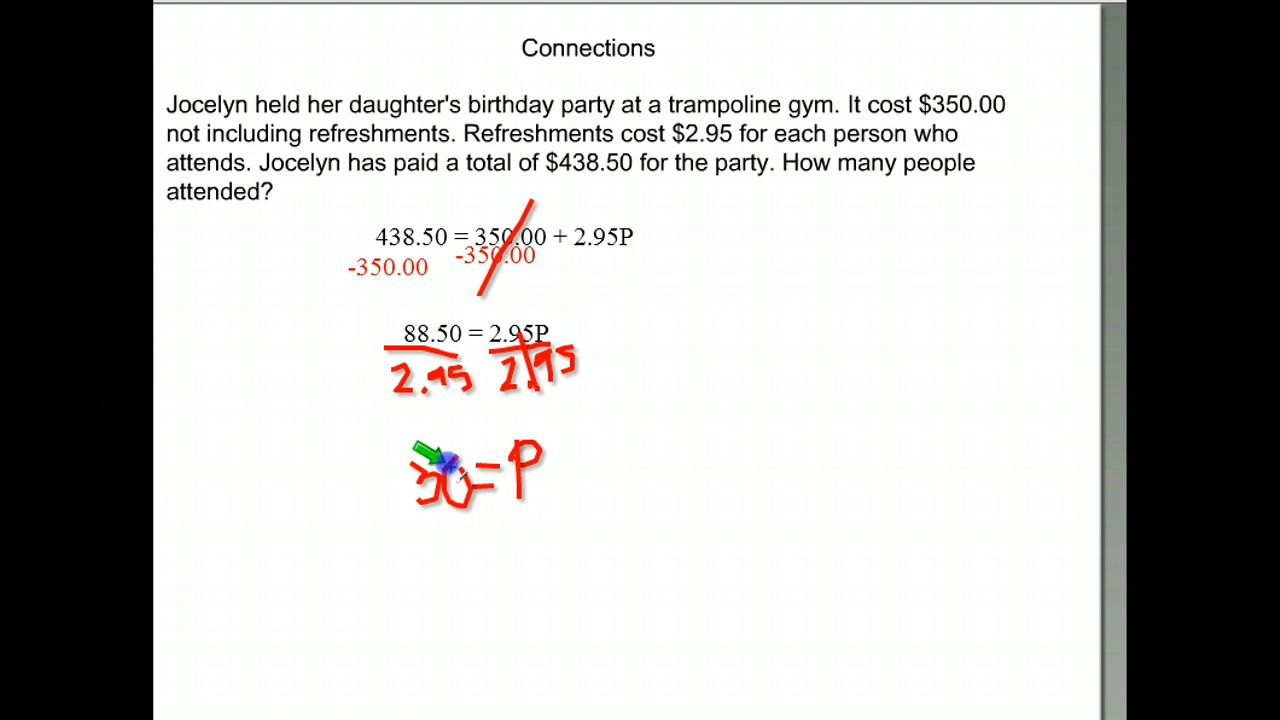 Connections
Jocelyn held her daughter's birthday party at a trampoline gym. It cost $350.00
not including refreshments. Refreshments cost $2.95 for each person who
attends. Jocelyn has paid a total of $438.50 for the party. How many people
attended?
438.50 = 350.00 + 2.95P
-350.00 -350.00
88.50 = 2.95P
2.95 2.95
30 = P